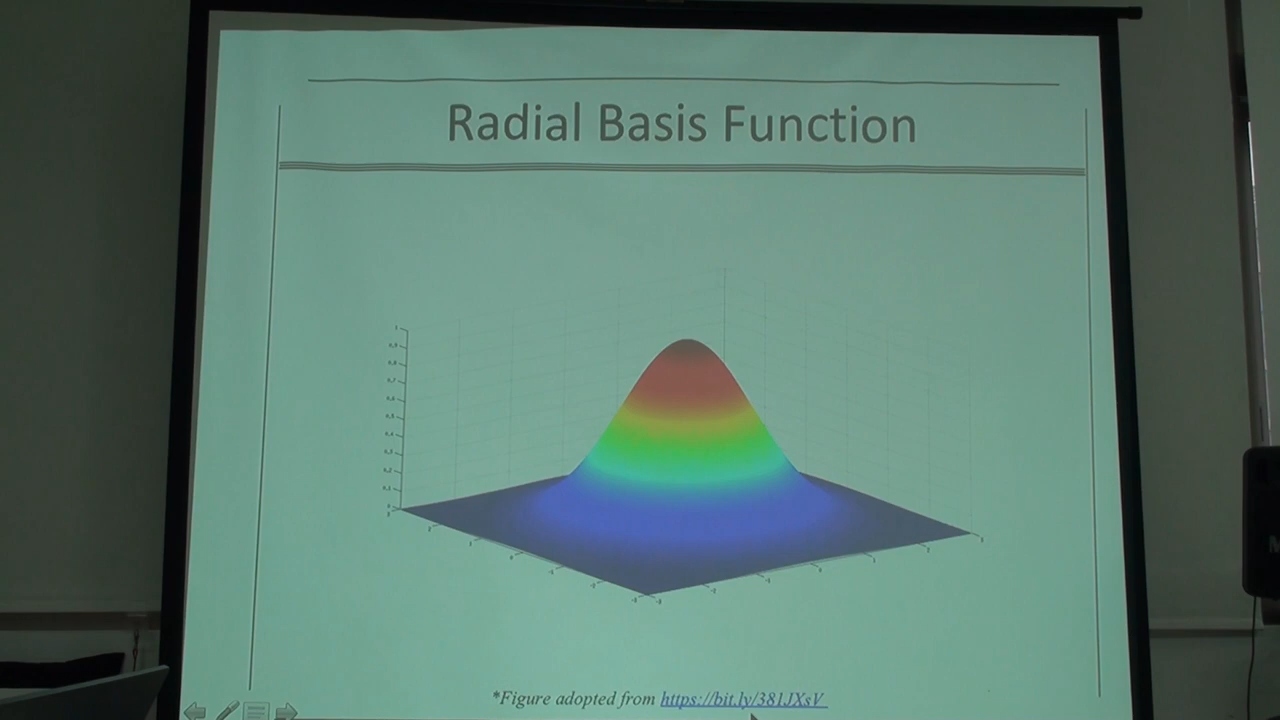 Radial Basis Function
*Figure adopted from https://bit.ly/381JXsV